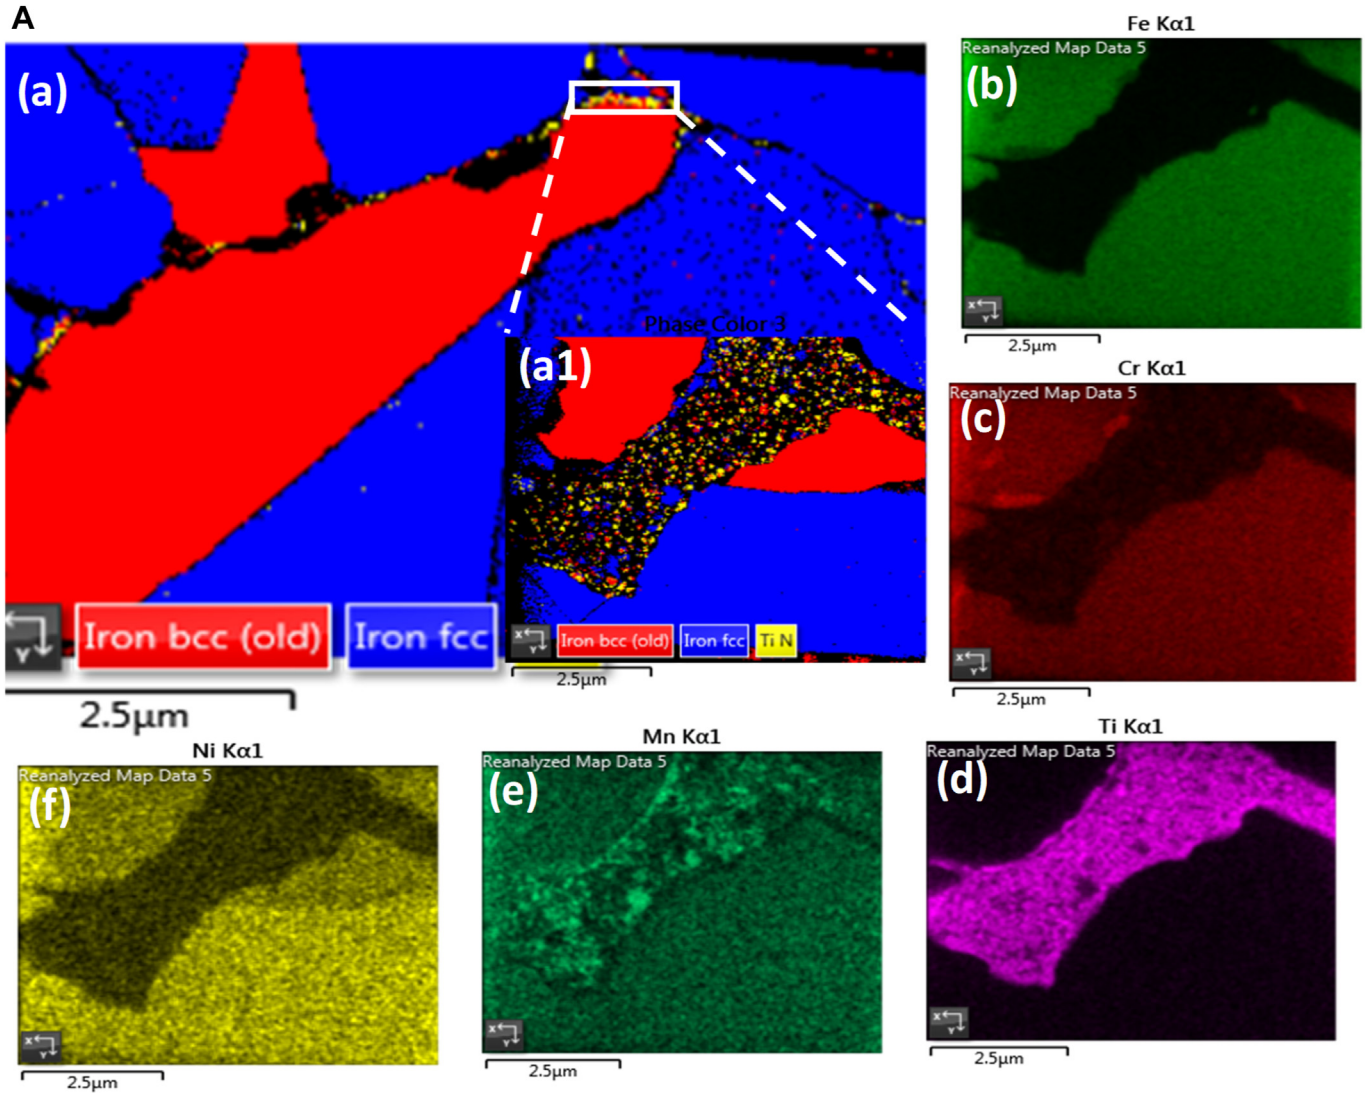 A
(a)
Phase Color 3
(a1)
Iron bcc (old)
Iron fcc
Ti N
X
Y
2.5μm
Y
Iron bcc (old)
Iron fcc
2.5μm
Fe Kα1
Reanalyzed Map Data 5
(b)
X
Y
2.5μm
Cr Kα1
Reanalyzed Map Data 5
(c)
X
Y
2.5μm
Ni Kα1
Reanalyzed Map Data 5
(f)
X
Y
2.5μm
Mn Kα1
Reanalyzed Map Data 5
(e)
X
Y
2.5μm
Ti Kα1
Reanalyzed Map Data 5
(d)
X
Y
2.5μm